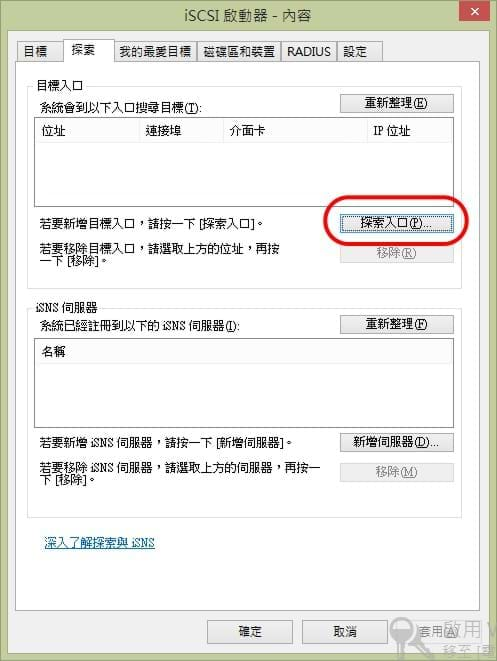 iSCSI 啟動器 - 內容
目標 探索 我的最愛目標 磁碟區和裝置 RADIUS 設定
目標入口
系統會到以下入口搜尋目標(T):
重新整理(E)
位址 連接埠 介面卡 IP 位址
若要新增目標入口，請按一下 [探索入口]。
探索入口(P)...
若要移除目標入口，請選取上方的位址，再按
一下 [移除]。
移除(R)
iSNS 伺服器
系統已經註冊到以下的 iSNS 伺服器(I):
重新整理(F)
名稱
若要新增 iSNS 伺服器，請按一下 [新增伺服器]。
新增伺服器(D)...
若要移除 iSNS 伺服器，請選取上方的伺服器，再按一
下 [移除]。
移除(M)
深入了解探索與 iSNS
確定 取消 套用(A)
啟用 W
移至 [電